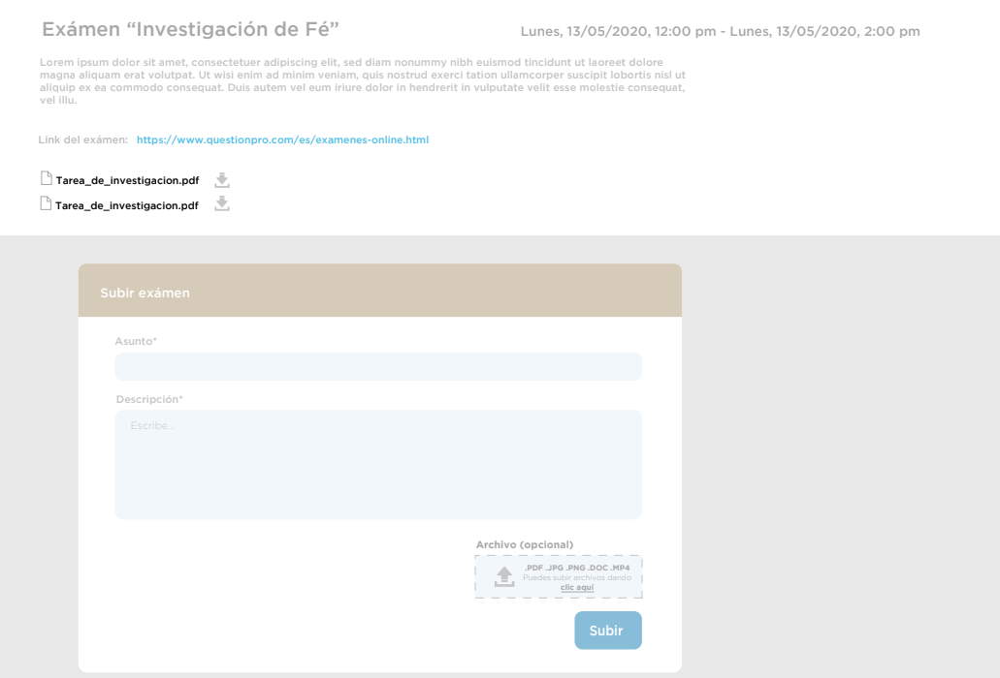 Exámen “Investigación de Fé”
Lunes, 13/05/2020, 12:00 pm - Lunes, 13/05/2020, 2:00 pm
Lorem ipsum dolor sit amet, consectetuer adipiscing elit, sed diam nonummy nibh euismod tincidunt ut laoreet dolore
magna aliquam erat volutpat. Ut wisi enim ad minim veniam, quis nostrud exerci tation ullamcorper suscipit lobortis nisl ut
aliquip ex ea commodo consequat. Duis autem vel eum iriure dolor in hendrerit in vulputate velit esse molestie consequat,
vel illu.
Link del exámen: https://www.questionpro.com/es/examenes-online.html
Tarea_de_investigacion.pdf
Tarea_de_investigacion.pdf
Subir exámen
Asunto*
Descripción*
Escribe..
Archivo (opcional)
.PDF .JPG .PNG .DOC .MP4
Puedes subir archivos dando
clic aquí
Subir